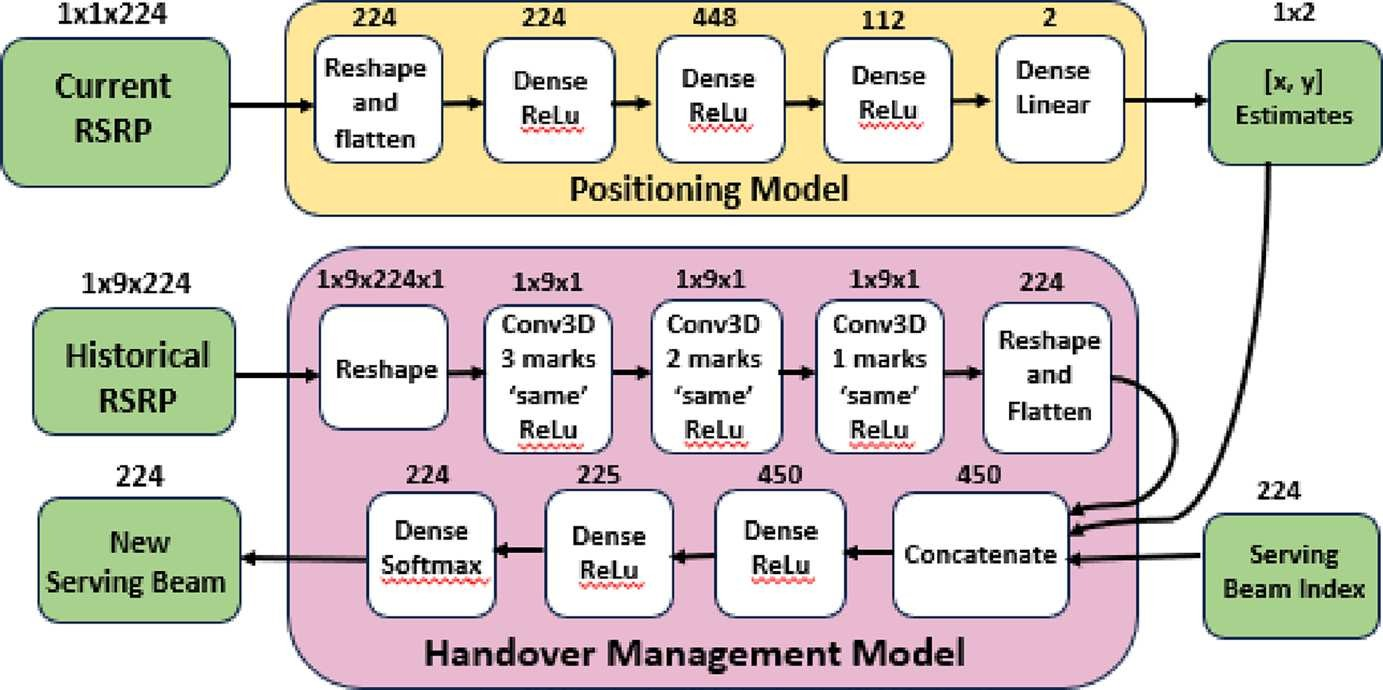 1x1x224
Current
RSRP
224
Reshape
and
flatten
224
Dense
ReLu
448
Dense
ReLu
112
Dense
ReLu
2
Dense
Linear
Positioning Model
1x2
[x, y]
Estimates
1x9x224
Historical
RSRP
1x9x224x1
Reshape
1x9x1
Conv3D
3 marks
‘same’
ReLu
1x9x1
Conv3D
2 marks
‘same’
ReLu
1x9x1
Conv3D
1 marks
‘same’
ReLu
224
Reshape
and
Flatten
224
Serving
Beam Index
450
Concatenate
450
Dense
ReLu
225
Dense
ReLu
224
Dense
Softmax
224
New
Serving Beam
Handover Management Model